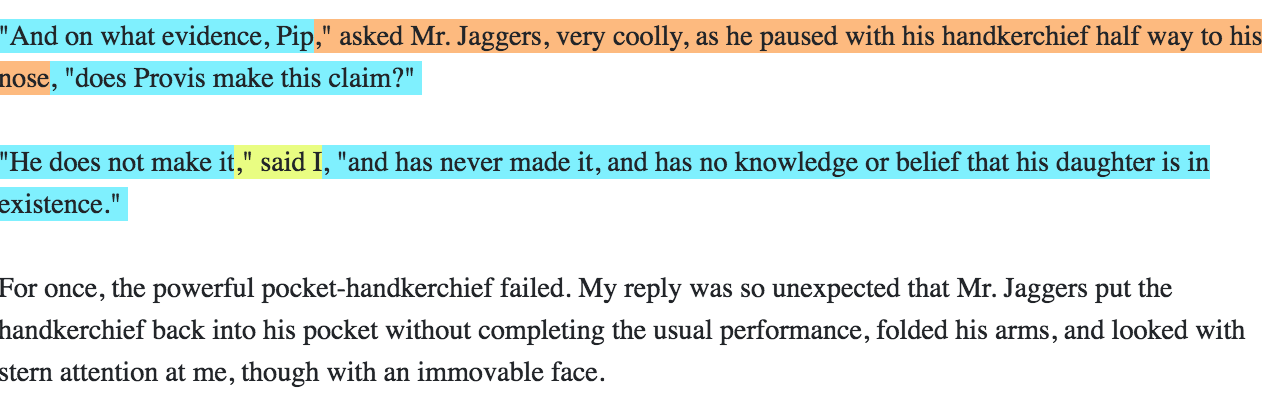 "And on what evidence, Pip," asked Mr. Jaggers, very coolly, as he paused with his handkerchief half way to his
nose, "does Provis make this claim?"
"He does not make it," said I, "and has never made it, and has no knowledge or belief that his daughter is in
existence."
For once, the powerful pocket-handkerchief failed. My reply was so unexpected that Mr. Jaggers put the
handkerchief back into his pocket without completing the usual performance, folded his arms, and looked with
stern attention at me, though with an immovable face.